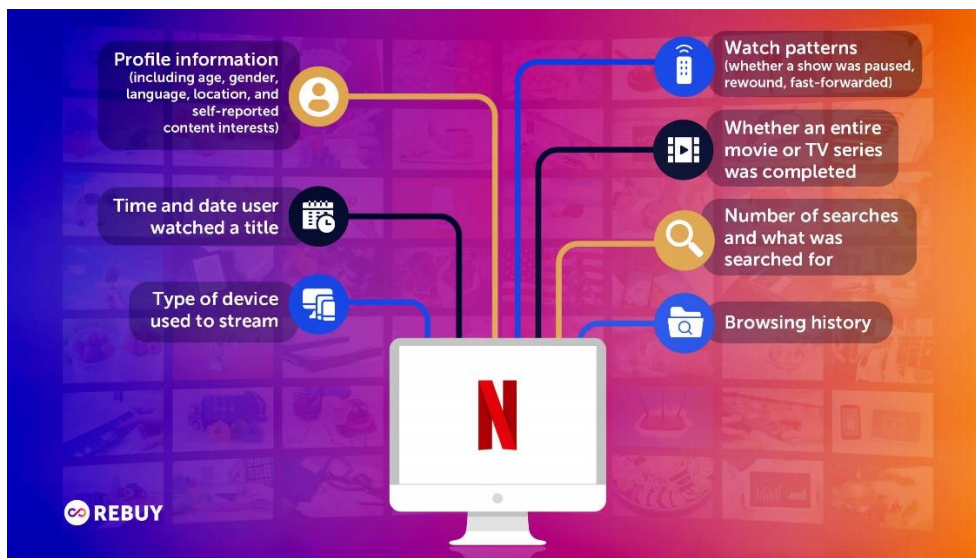 Profile information
(including age, gender,
language, location, and
self-reported
content interests)
Time and date user
watched a title
Type of device
used to stream
Watch patterns
(whether a show was paused,
rewound, fast-forwarded)
Whether an entire
movie or TV series
was completed
Number of searches
and what was
searched for
Browsing history
N
REBUY